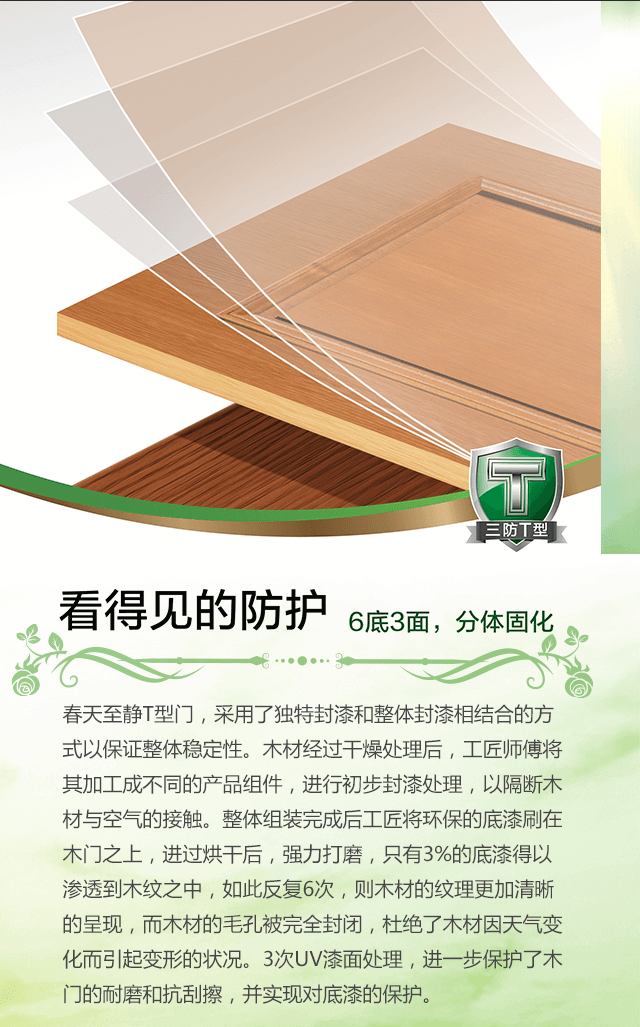 T
三防T型
看得见的防护 6底3面，分体固化
春天至静T型门，采用了独特封漆和整体封漆相结合的方
式以保证整体稳定性。木材经过干燥处理后，工匠师傅将
其加工成不同的产品组件，进行初步封漆处理，以隔断木
材与空气的接触。整体组装完成后工匠将环保的底漆刷在
木门之上，进过烘干后，强力打磨，只有3%的底漆得以
渗透到木纹之中，如此反复6次，则木材的纹理更加清晰
的呈现，而木材的毛孔被完全封闭，杜绝了木材因天气变
化而引起变形的状况。3次UV漆面处理，进一步保护了木
门的耐磨和抗刮擦，并实现对底漆的保护。